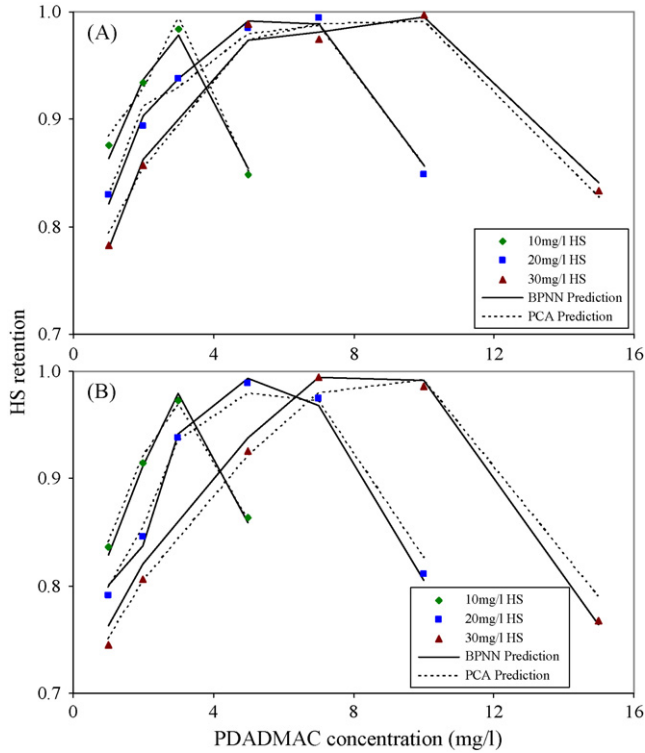 (A)
1.0
0.9
0.8
0.7
0
4
8
12
16
10mg/l HS
20mg/l HS
30mg/l HS
BPNN Prediction
PCA Prediction
HS retention
(B)
1.0
0.9
0.8
0.7
0
4
8
12
16
10mg/l HS
20mg/l HS
30mg/l HS
BPNN Prediction
PCA Prediction
PDADMAC concentration (mg/l)